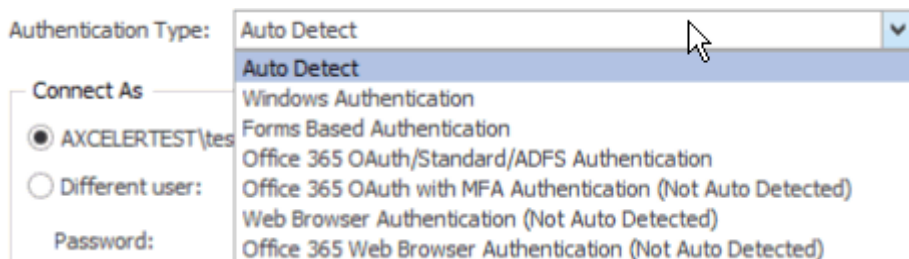 Authentication Type: Auto Detect
Auto Detect
Connect As
Windows Authentication
Forms Based Authentication
AXCELERTEST\tes
Office 365 OAuth/Standard/ADFS Authentication
Different user:
Office 365 OAuth with MFA Authentication (Not Auto Detected)
Web Browser Authentication (Not Auto Detected)
Password:
Office 365 Web Browser Authentication (Not Auto Detected)